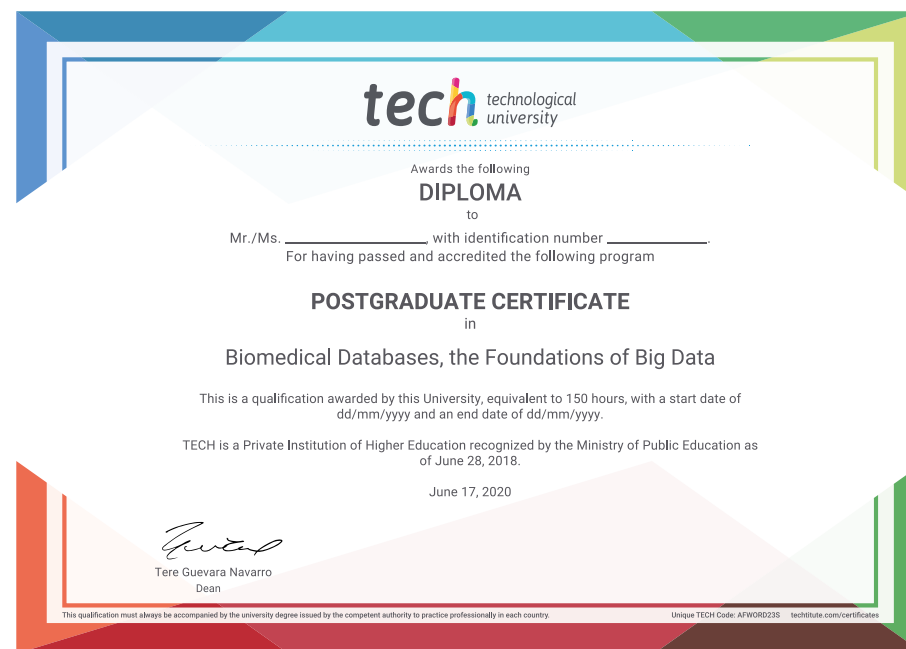 tech technological
university
Awards the following
DIPLOMA
to
Mr./Ms. ____________, with identification number ____________.
For having passed and accredited the following program
POSTGRADUATE CERTIFICATE
in
Biomedical Databases, the Foundations of Big Data
This is a qualification awarded by this University, equivalent to 150 hours, with a start date of
dd/mm/yyyy and an end date of dd/mm/yyyy.
TECH is a Private Institution of Higher Education recognized by the Ministry of Public Education as
of June 28, 2018.
June 17, 2020
Tere Guevara Navarro
Dean
This qualification must always be accompanied by the university degree issued by the competent authority to practice professionally in each country. Unique TECH Code: AFWORD23S techtitute.com/certificates